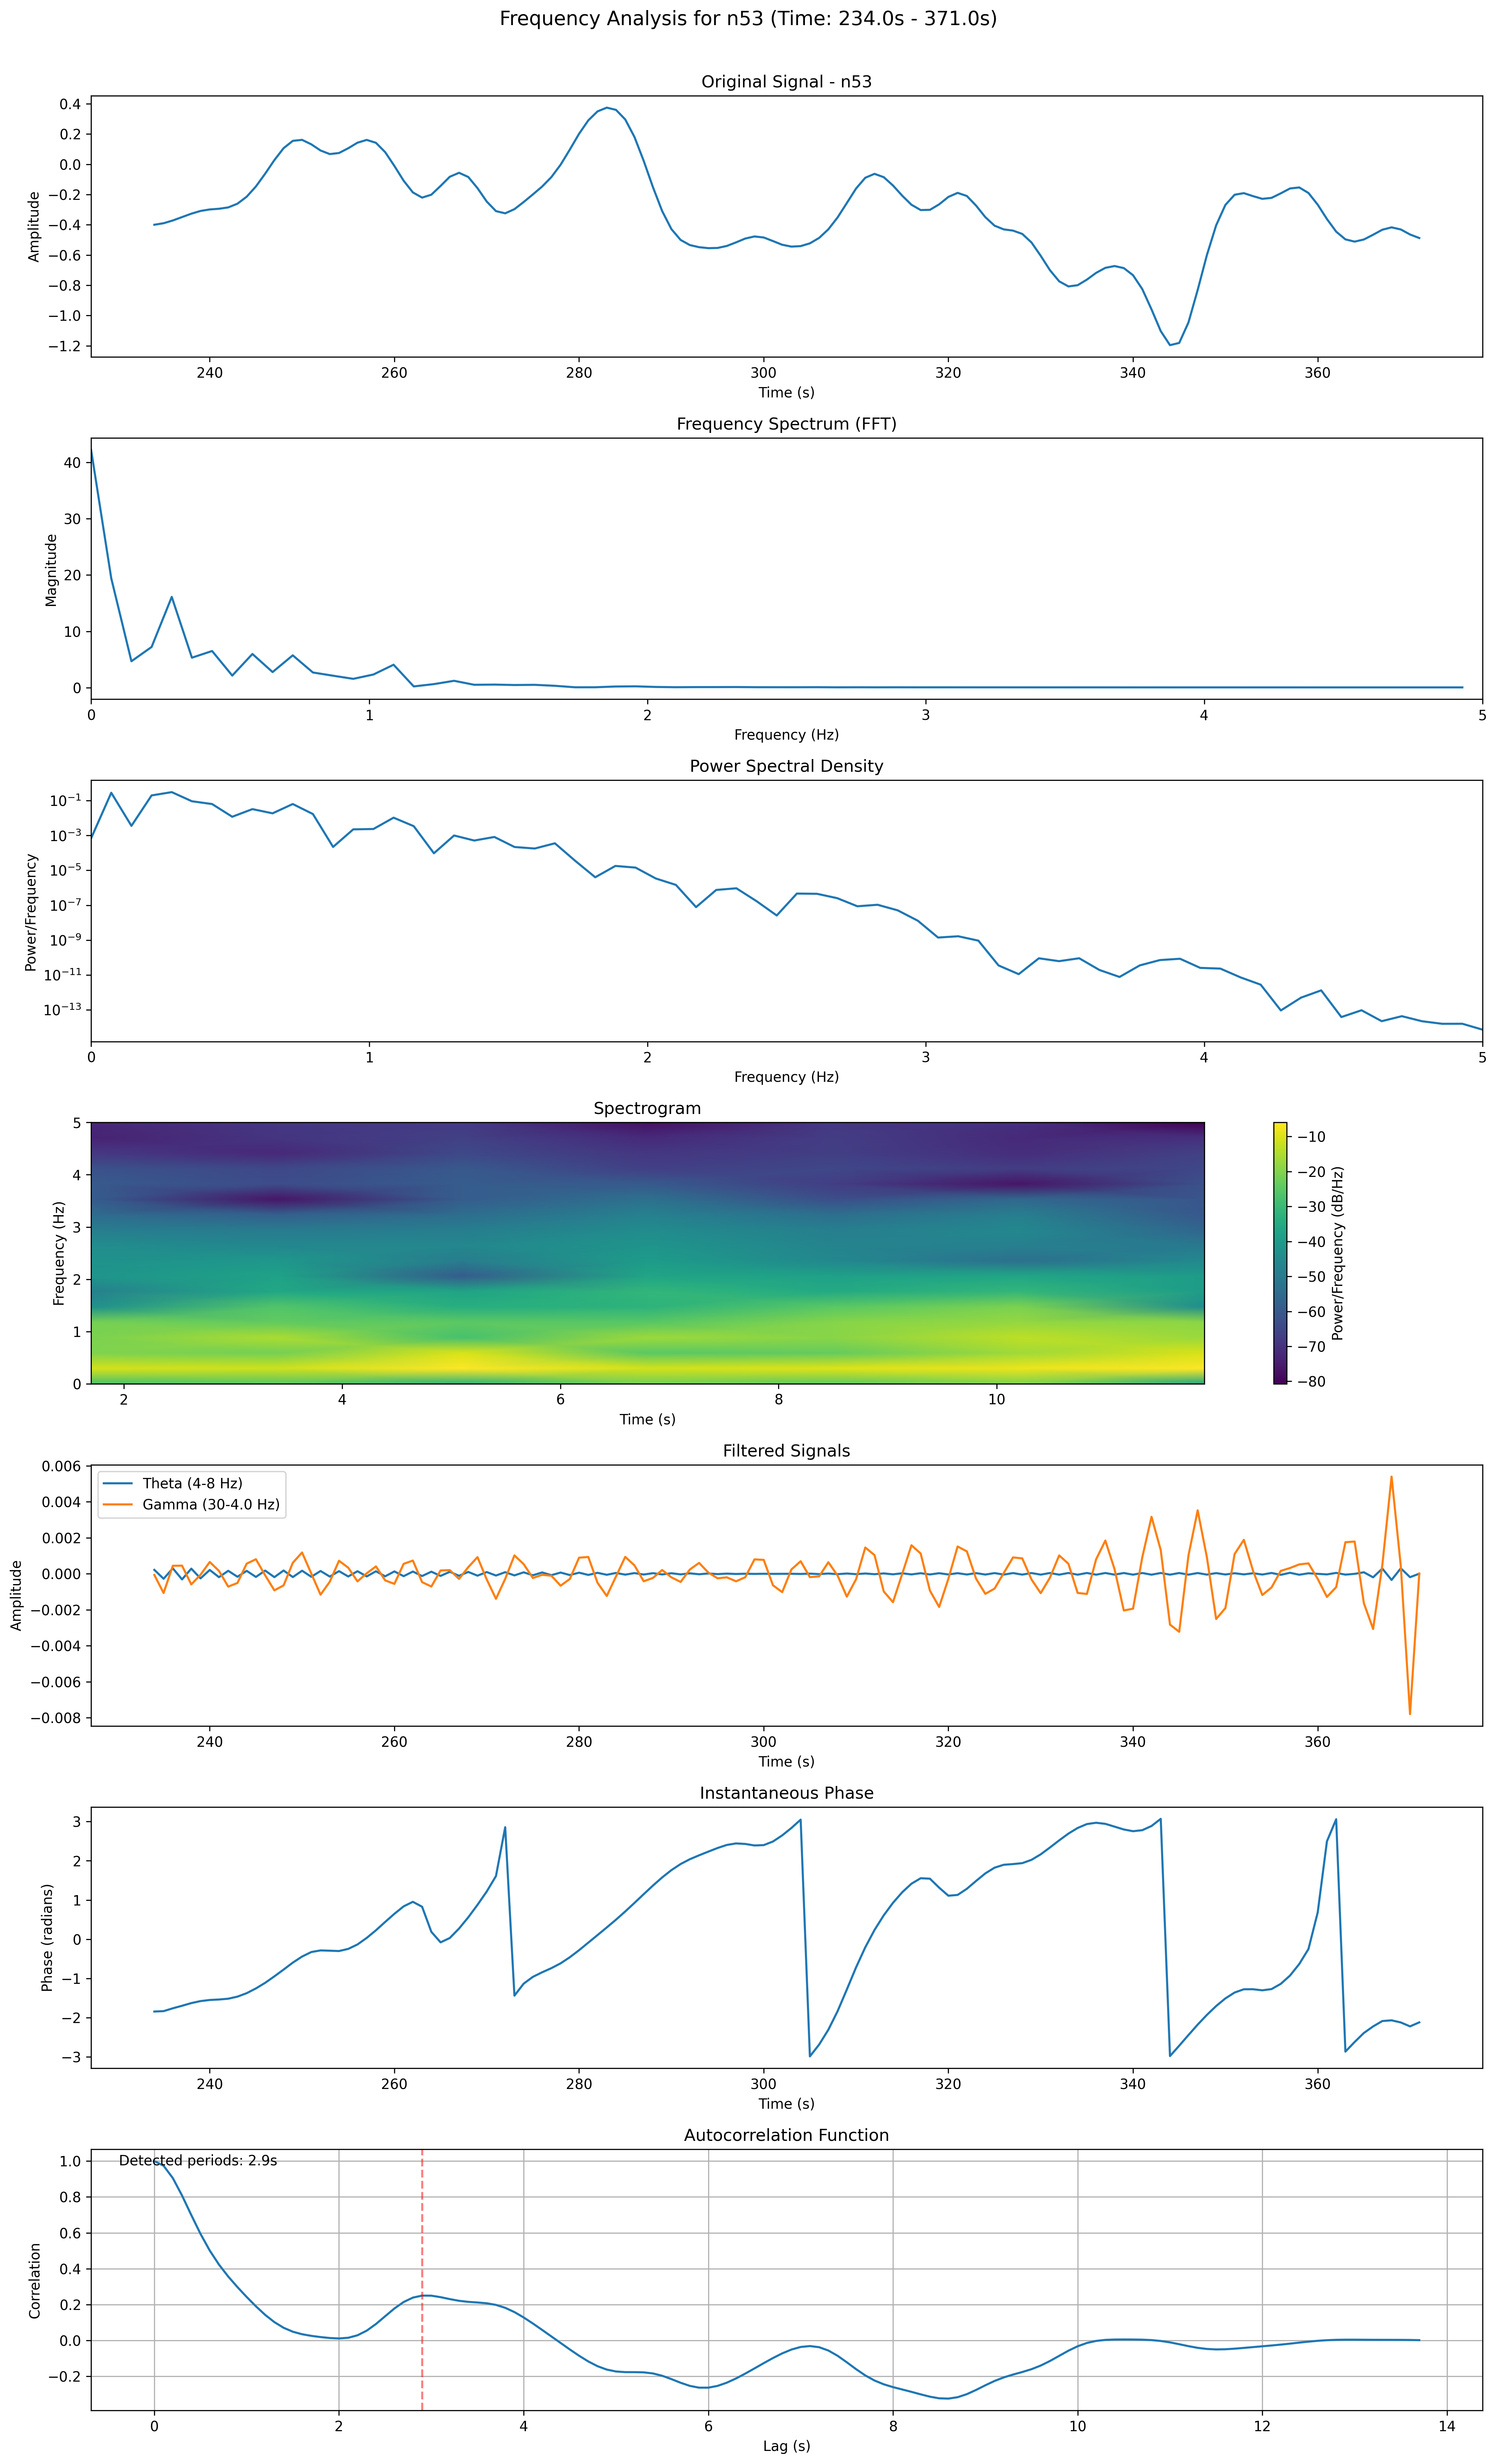 Frequency Analysis for n53 (Time: 234.0s - 371.0s)
Original Signal - n53
Amplitude
0.4
0.2
0.0
−0.2
−0.4
−0.6
−0.8
−1.0
−1.2
240 260 280 300 320 340 360
Time (s)
Frequency Spectrum (FFT)
Magnitude
40
30
20
10
0
0 1 2 3 4 5
Frequency (Hz)
Power Spectral Density
Power/Frequency
10⁻¹
10⁻³
10⁻⁵
10⁻⁷
10⁻⁹
10⁻¹¹
10⁻¹³
0 1 2 3 4 5
Frequency (Hz)
Spectrogram
Frequency (Hz)
5
4
3
2
1
0
2 4 6 8 10
Time (s)
−10
−20
−30
−40
−50
−60
−70
−80
Power/Frequency (dB/Hz)
Filtered Signals
Amplitude
0.006
0.004
0.002
0.000
−0.002
−0.004
−0.006
−0.008
Theta (4-8 Hz)
Gamma (30-4.0 Hz)
240 260 280 300 320 340 360
Time (s)
Instantaneous Phase
Phase (radians)
3
2
1
0
−1
−2
−3
240 260 280 300 320 340 360
Time (s)
Autocorrelation Function
Correlation
Detected periods: 2.9s
1.0
0.8
0.6
0.4
0.2
0.0
−0.2
0 2 4 6 8 10 12 14
Lag (s)